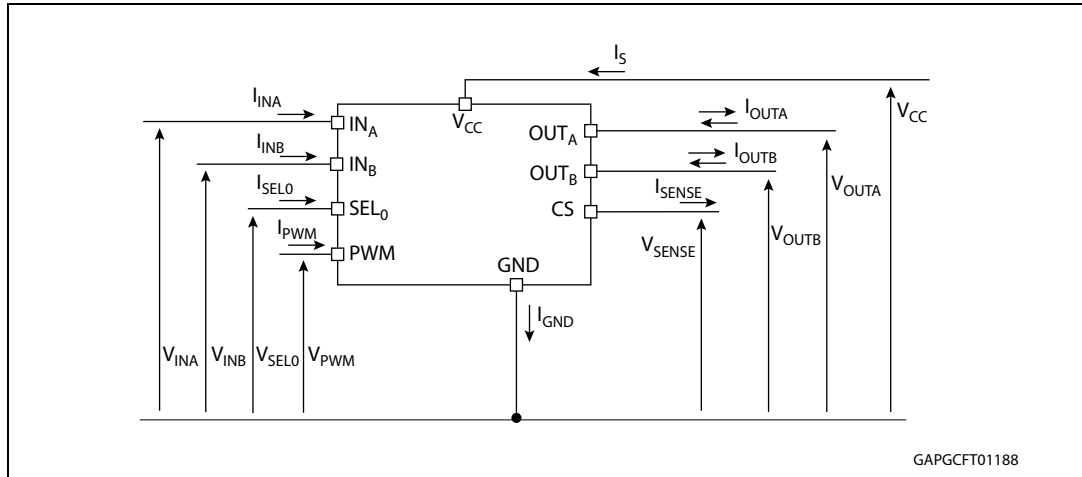 I_S
I_INA
V_CC
I_OUTA
V_CC
IN_A
OUT_A
I_INB
I_OUTB
IN_B
OUT_B
I_SEL0
I_SENSE
SEL_0
CS
V_OUTA
I_PWM
V_OUTB
PWM
GND
V_SENSE
I_GND
V_INA
V_INB
V_SEL0
V_PWM
GAPGCFT01188